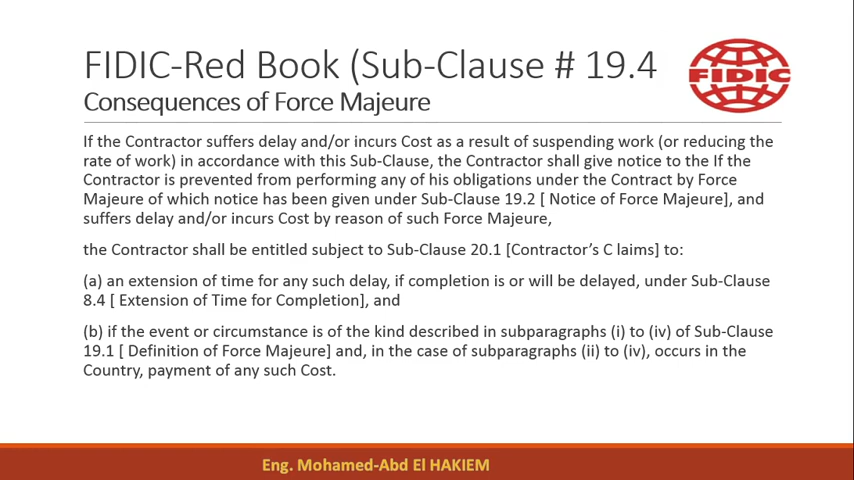 FIDIC-Red Book (Sub-Clause # 19.4
FIDIC
Consequences of Force Majeure
If the Contractor suffers delay and/or incurs Cost as a result of suspending work (or reducing the
rate of work) in accordance with this Sub-Clause, the Contractor shall give notice to the If the
Contractor is prevented from performing any of his obligations under the Contract by Force
Majeure of which notice has been given under Sub-Clause 19.2 [ Notice of Force Majeure], and
suffers delay and/or incurs Cost by reason of such Force Majeure,
the Contractor shall be entitled subject to Sub-Clause 20.1 [Contractor’s C laims] to:
(a) an extension of time for any such delay, if completion is or will be delayed, under Sub-Clause
8.4 [ Extension of Time for Completion], and
(b) if the event or circumstance is of the kind described in subparagraphs (i) to (iv) of Sub-Clause
19.1 [ Definition of Force Majeure] and, in the case of subparagraphs (ii) to (iv), occurs in the
Country, payment of any such Cost.
Eng. Mohamed-Abd El HAKIEM